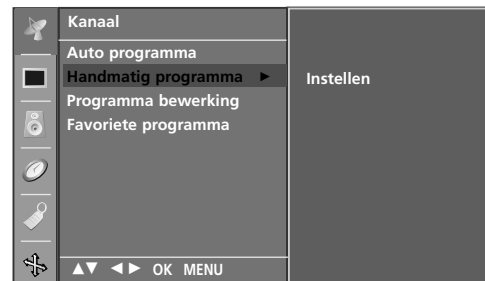 Kanaal
Auto programma
Handmatig programma ►
Instellen
Programma bewerking
Favoriete programma
▲▼ ◄► OK MENU